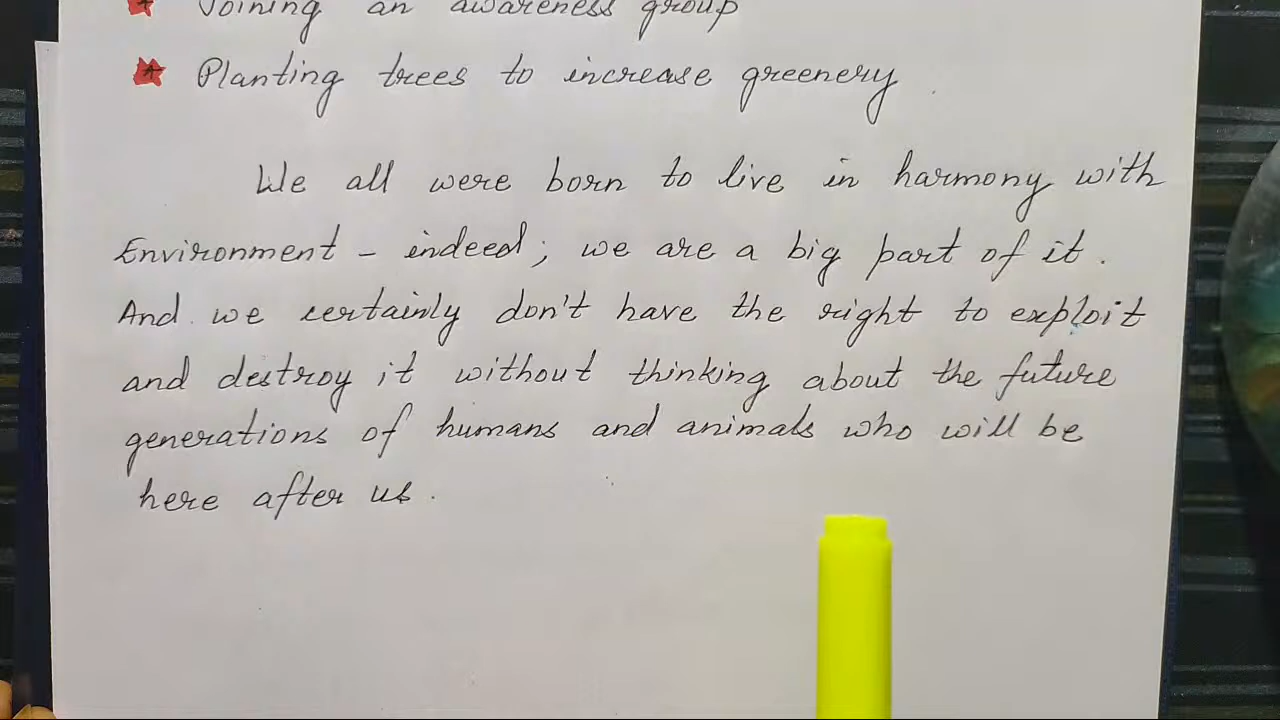 Joining an awareness group
Planting trees to increase greenery.
We all were born to live in harmony with
Environment - indeed; we are a big part of it.
And we certainly don't have the right to exploit
and destroy it without thinking about the future
generations of humans and animals who will be
here after us.